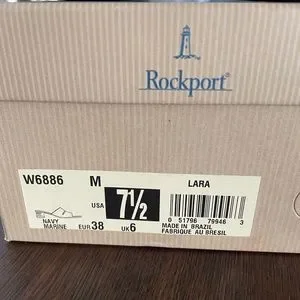 Rockport®
W6886 M LARA
USA 7½
NAVY
MARINE EUR 38 UK 6
0 51796 79946 3
MADE IN BRAZIL
FABRIQUE AU BRESIL